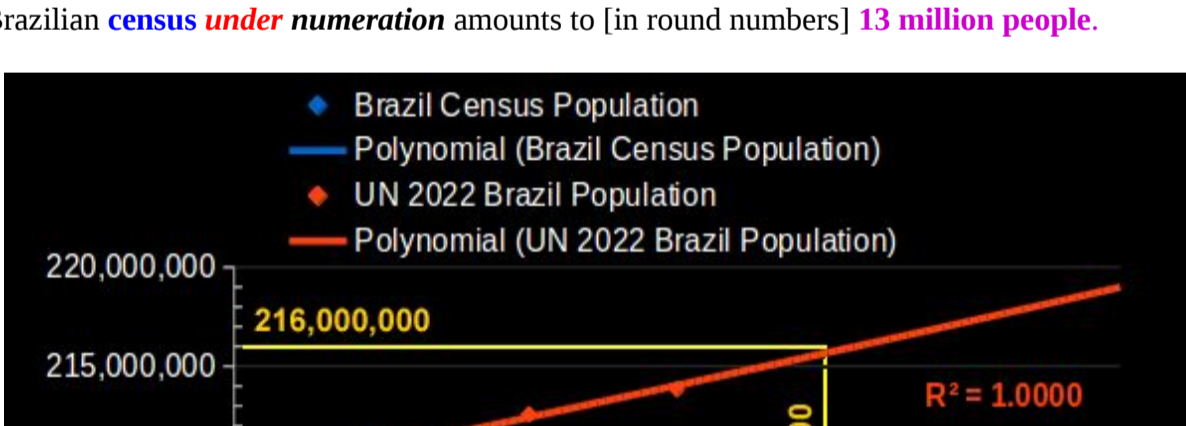 Brazilian census under numeration amounts to [in round numbers] 13 million people.
Brazil Census Population
Polynomial (Brazil Census Population)
UN 2022 Brazil Population
Polynomial (UN 2022 Brazil Population)
220,000,000
216,000,000
215,000,000
R² = 1.0000